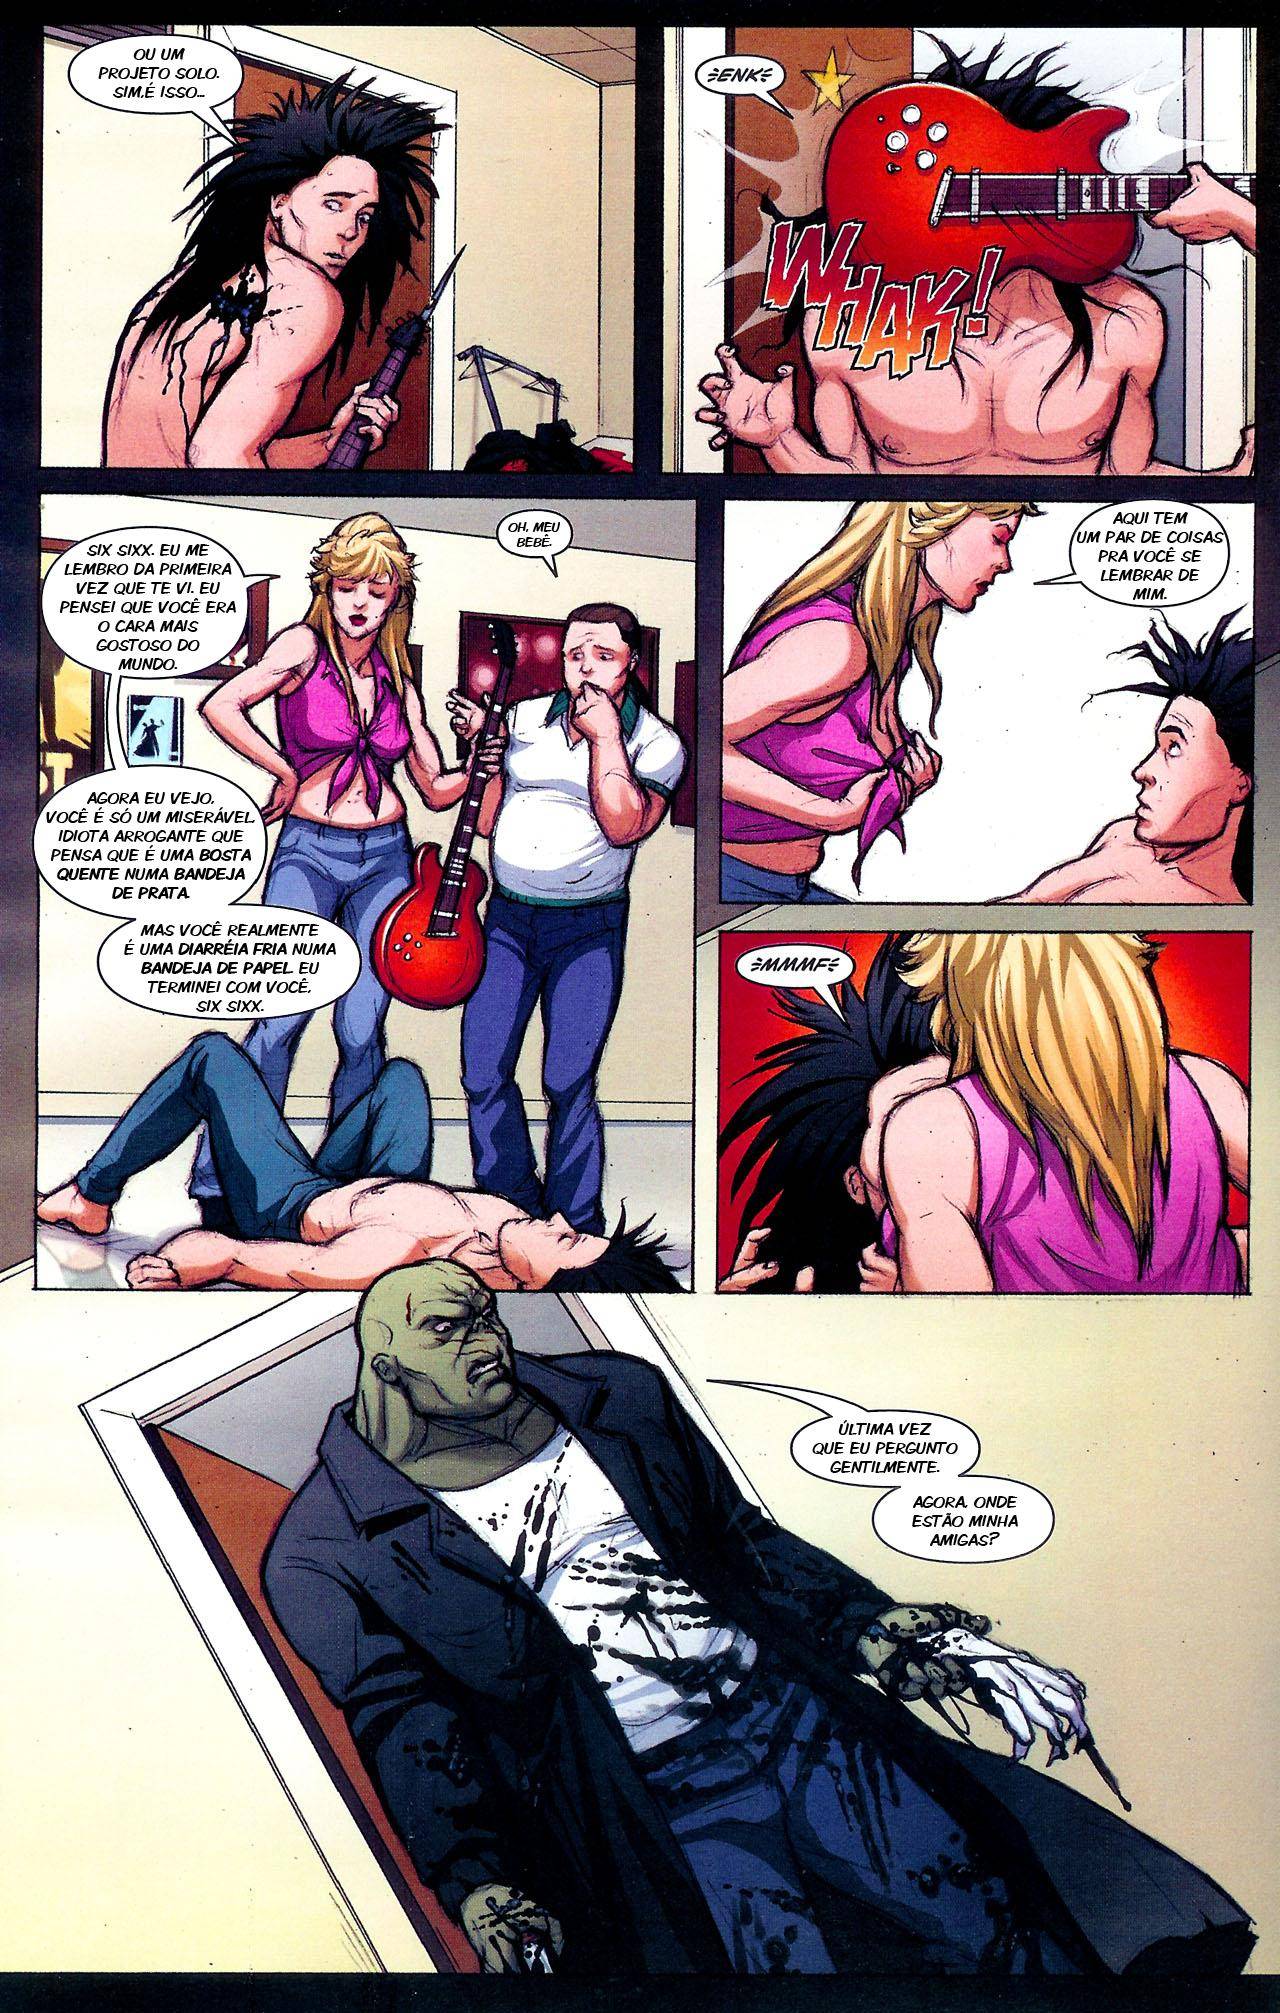 OU UM
PROJETO SOLO.
SIM,É ISSO...
ENK
WHAK!
SIX SIXX. EU ME
LEMBRO DA PRIMEIRA
VEZ QUE TE VI. EU
PENSEI QUE VOCÊ ERA
O CARA MAIS
GOSTOSO DO
MUNDO.
OH, MEU
BEBÊ.
AGORA EU VEJO,
VOCÊ É SÓ UM MISERÁVEL
IDIOTA ARROGANTE QUE
PENSA QUE É UMA BOSTA
QUENTE NUMA BANDEJA
DE PRATA.
MAS VOCÊ REALMENTE
É UMA DIARRÉIA FRIA NUMA
BANDEJA DE PAPEL. EU
TERMINEI COM VOCÊ,
SIX SIXX.
AQUI TEM
UM PAR DE COISAS
PRA VOCÊ SE
LEMBRAR DE
MIM.
MMMF
ÚLTIMA VEZ
QUE EU PERGUNTO
GENTILMENTE.
AGORA, ONDE
ESTÃO MINHA
AMIGAS?